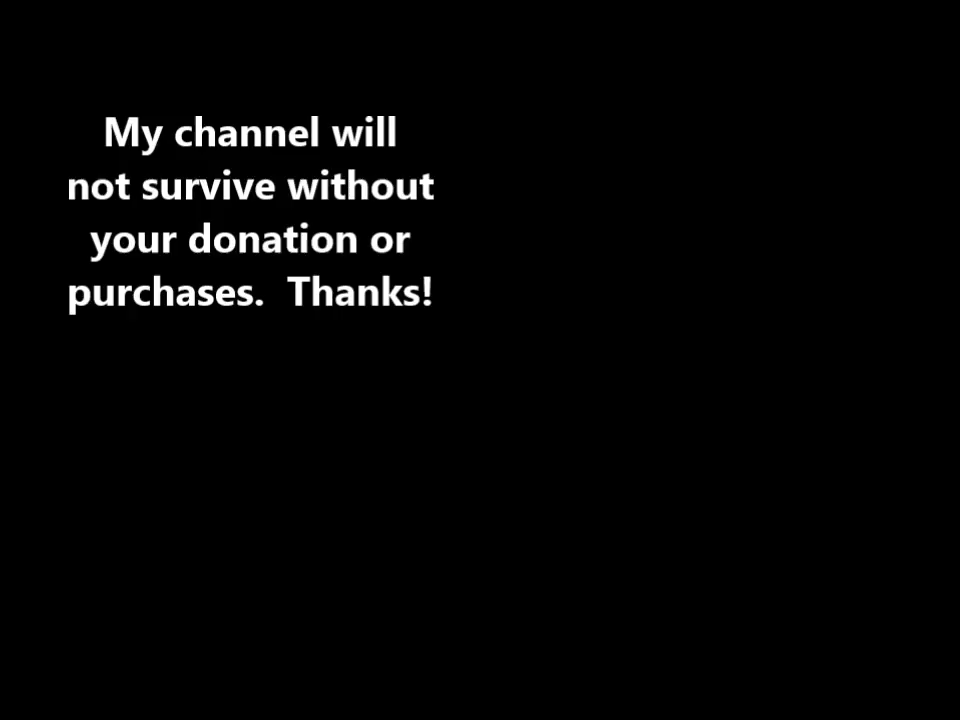 My channel will
not survive without
your donation or
purchases.  Thanks!